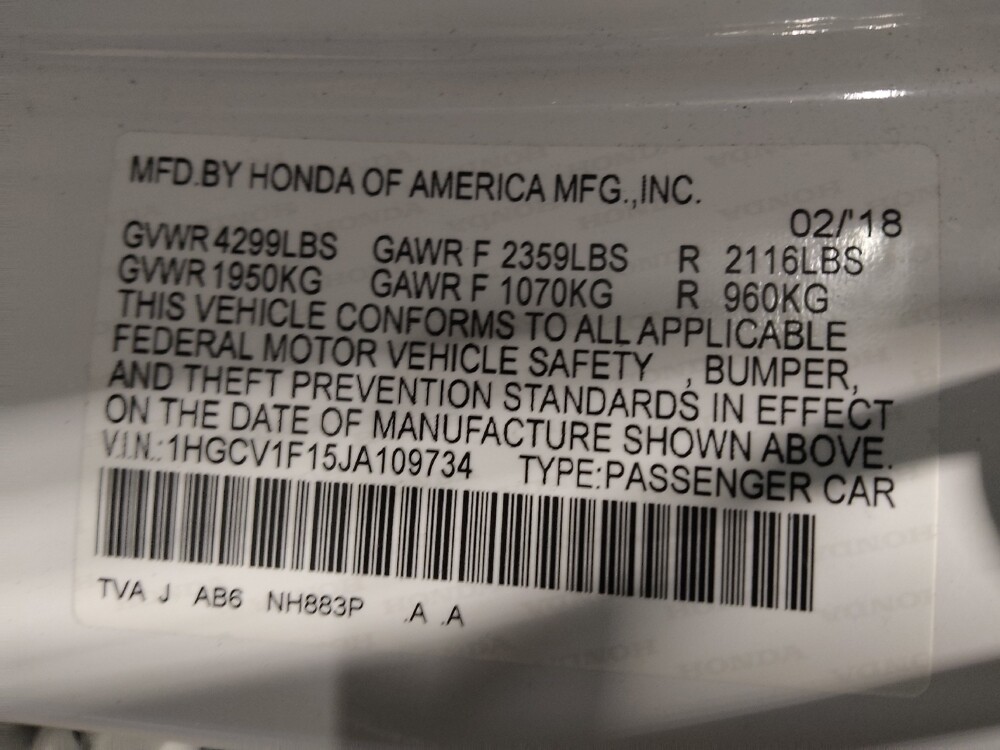 MFD.BY HONDA OF AMERICA MFG.,INC.
02/'18
GVWR 4299LBS GAWR F 2359LBS R 2116LBS
GVWR 1950KG GAWR F 1070KG R 960KG
THIS VEHICLE CONFORMS TO ALL APPLICABLE
FEDERAL MOTOR VEHICLE SAFETY , BUMPER,
AND THEFT PREVENTION STANDARDS IN EFFECT
ON THE DATE OF MANUFACTURE SHOWN ABOVE.
V.I.N.: 1HGCV1F15JA109734 TYPE:PASSENGER CAR
TVA J AB6 NH883P .A .A